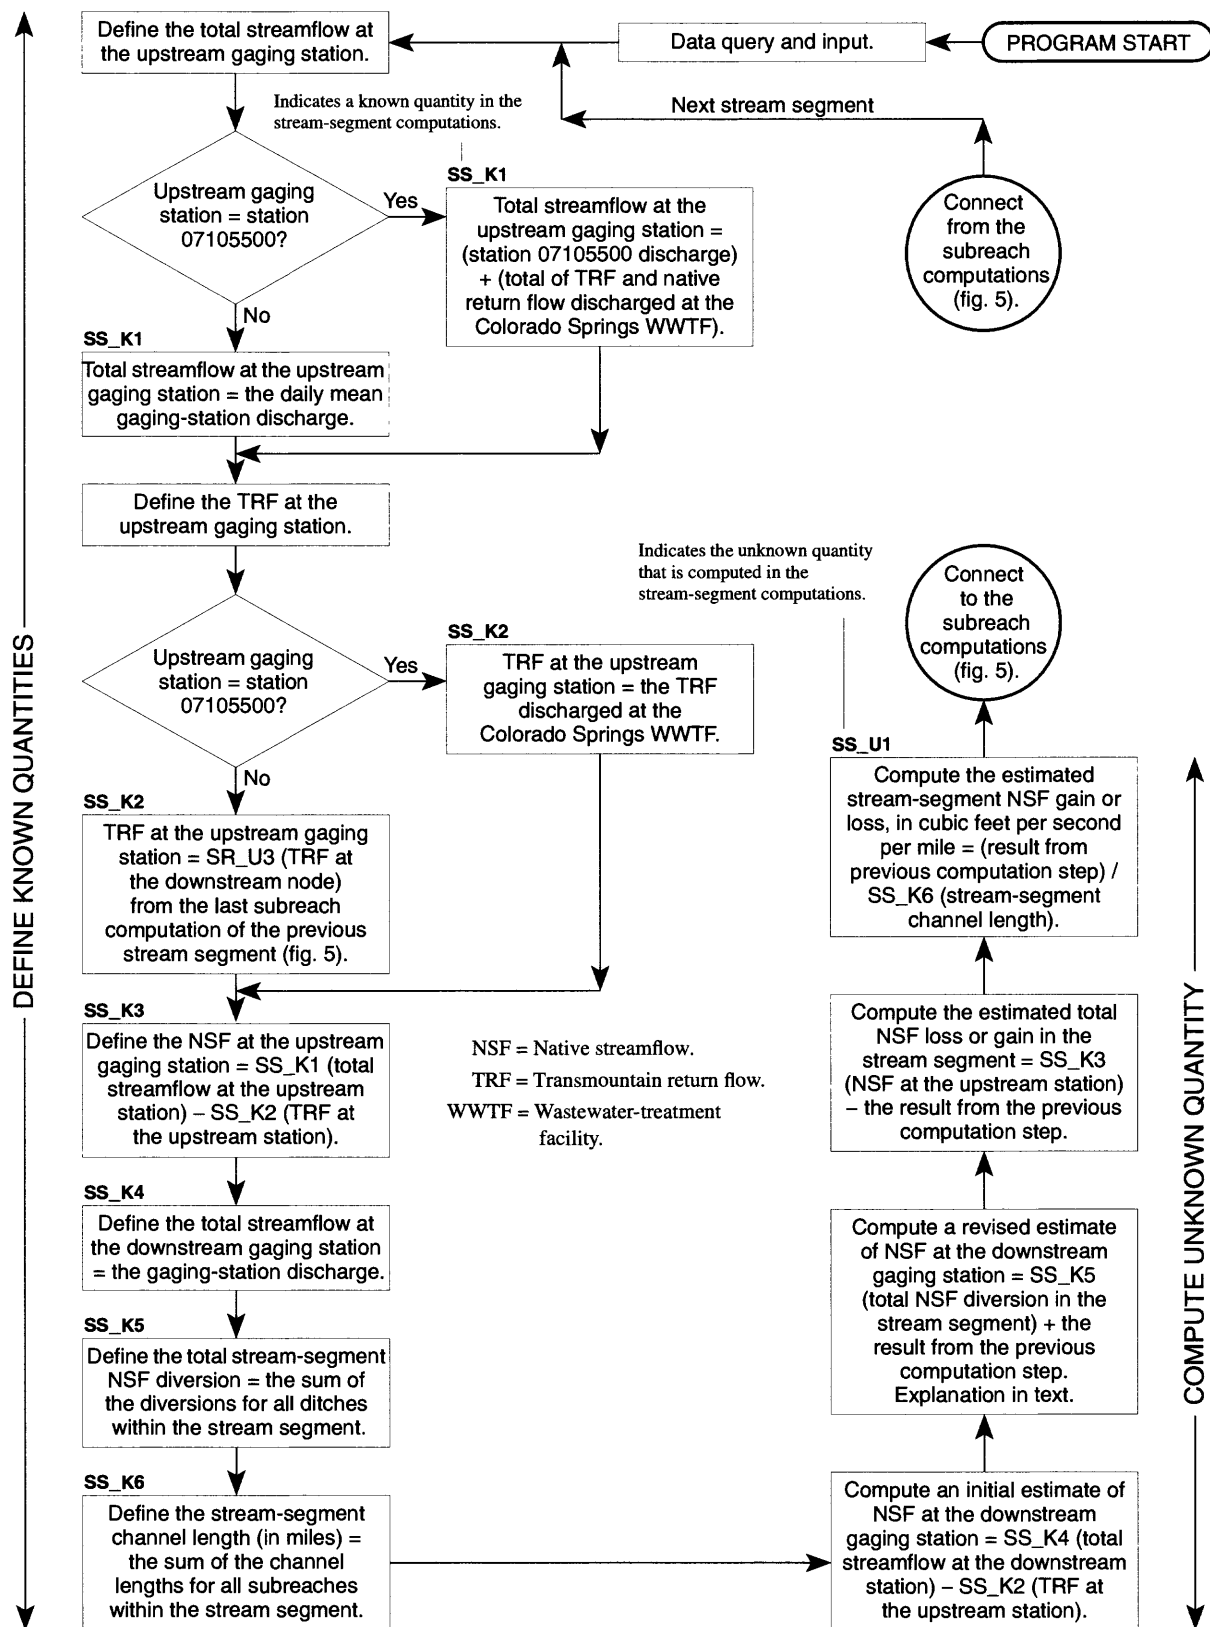 PROGRAM START
Data query and input.
Define the total streamflow at
the upstream gaging station.
Next stream segment
Indicates a known quantity in the
stream-segment computations.
Upstream gaging
station = station
07105500?
Yes
No
SS_K1
Total streamflow at the
upstream gaging station =
(station 07105500 discharge)
+ (total of TRF and native
return flow discharged at the
Colorado Springs WWTF).
Connect
from the
subreach
computations
(fig. 5).
SS_K1
Total streamflow at the upstream
gaging station = the daily mean
gaging-station discharge.
Define the TRF at the
upstream gaging station.
Upstream gaging
station = station
07105500?
Yes
No
SS_K2
TRF at the upstream
gaging station = the TRF
discharged at the
Colorado Springs WWTF.
SS_K2
TRF at the upstream gaging
station = SR_U3 (TRF at
the downstream node)
from the last subreach
computation of the previous
stream segment (fig. 5).
SS_K3
Define the NSF at the upstream
gaging station = SS_K1 (total
streamflow at the upstream
station) – SS_K2 (TRF at
the upstream station).
SS_K4
Define the total streamflow at
the downstream gaging station
= the gaging-station discharge.
SS_K5
Define the total stream-segment
NSF diversion = the sum of
the diversions for all ditches
within the stream segment.
SS_K6
Define the stream-segment
channel length (in miles) =
the sum of the channel
lengths for all subreaches
within the stream segment.
DEFINE KNOWN QUANTITIES
NSF = Native streamflow.
TRF = Transmountain return flow.
WWTF = Wastewater-treatment
facility.
Indicates the unknown quantity
that is computed in the
stream-segment computations.
Connect
to the
subreach
computations
(fig. 5).
SS_U1
Compute the estimated
stream-segment NSF gain or
loss, in cubic feet per second
per mile = (result from
previous computation step) /
SS_K6 (stream-segment
channel length).
Compute the estimated total
NSF loss or gain in the
stream segment = SS_K3
(NSF at the upstream station)
– the result from the previous
computation step.
Compute a revised estimate
of NSF at the downstream
gaging station = SS_K5
(total NSF diversion in the
stream segment) + the
result from the previous
computation step.
Explanation in text.
Compute an initial estimate of
NSF at the downstream
gaging station = SS_K4 (total
streamflow at the downstream
station) – SS_K2 (TRF at
the upstream station).
COMPUTE UNKNOWN QUANTITY